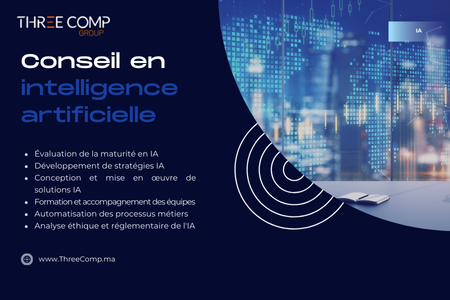 THREE COMP
GROUP
IA
Conseil en
intelligence
artificielle
• Évaluation de la maturité en IA
• Développement de stratégies IA
• Conception et mise en œuvre de
solutions IA
• Formation et accompagnement des équipes
• Automatisation des processus métiers
• Analyse éthique et réglementaire de l'IA
www.ThreeComp.ma